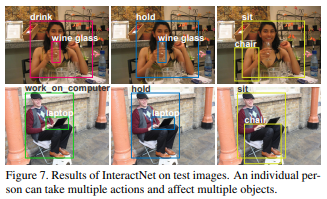 drink hold sit
wine glass wine glass
chair
work_on_computer hold sit
laptop laptop
chair
Figure 7. Results of InteractNet on test images. An individual per-
son can take multiple actions and affect multiple objects.